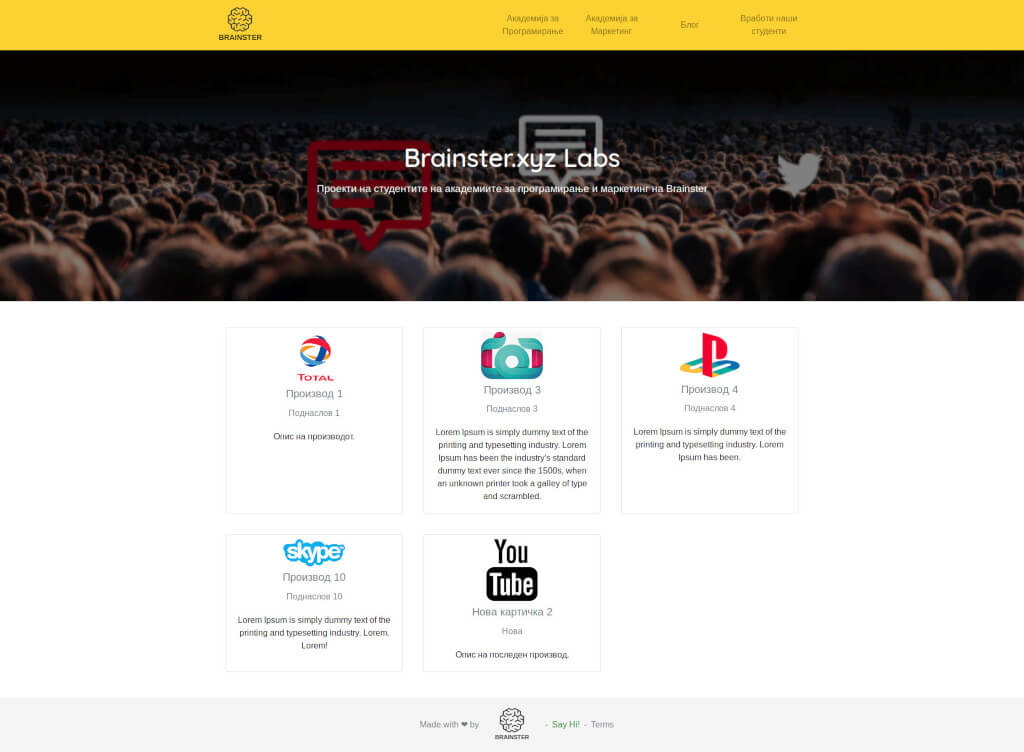 BRAINSTER
Академија за
Програмирање
Академија за
Маркетинг
Блог
Вработи наши
студенти
Brainster.xyz Labs
Проекти на студентите на академиите за програмирање и маркетинг на Brainster
TOTAL
Производ 1
Поднаслов 1
Опис на производот.
Производ 3
Поднаслов 3
Lorem Ipsum is simply dummy text of the
printing and typesetting industry. Lorem
Ipsum has been the industry's standard
dummy text ever since the 1500s, when
an unknown printer took a galley of type
and scrambled.
Производ 4
Поднаслов 4
Lorem Ipsum is simply dummy text of the
printing and typesetting industry. Lorem
Ipsum has been.
skype
Производ 10
Поднаслов 10
Lorem Ipsum is simply dummy text of the
printing and typesetting industry. Lorem.
Lorem!
You
Tube
Нова картичка 2
Нова
Опис на последен производ.
Made with ❤ by
BRAINSTER
- Say Hi! - Terms